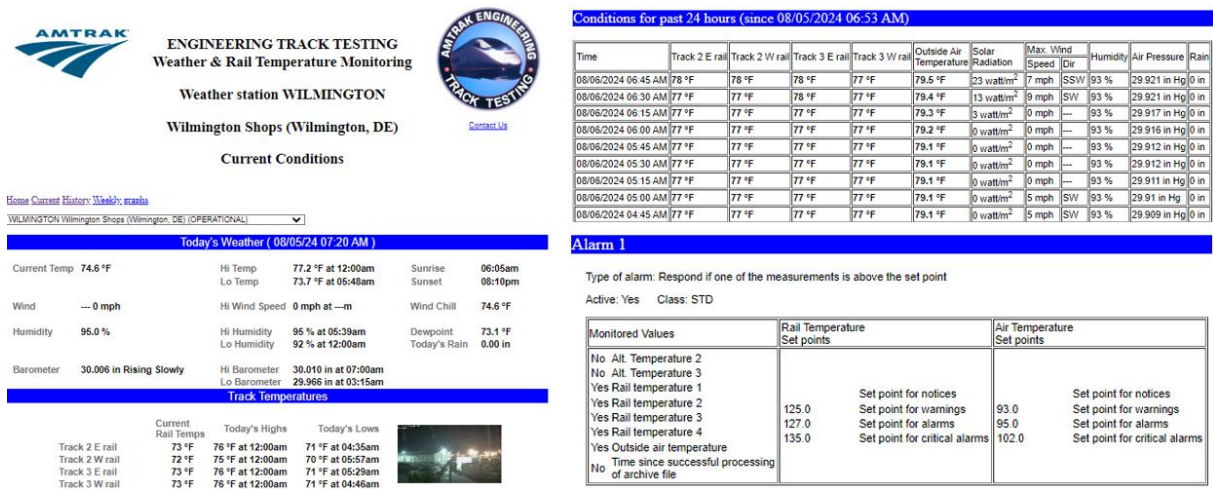 AMTRAK
ENGINEERING TRACK TESTING
Weather & Rail Temperature Monitoring
Weather station WILMINGTON
Wilmington Shops (Wilmington, DE)
Current Conditions
AMTRAK ENGINEERING
TRACK TESTING
Contact Us
Home Current History Weekly graphs
WILMINGTON Wilmington Shops (Wilmington, DE) (OPERATIONAL)
Today's Weather ( 08/05/24 07:20 AM )
Current Temp 74.6 °F Hi Temp 77.2 °F at 12:00am Sunrise 06:05am
Lo Temp 73.7 °F at 05:48am Sunset 08:10pm
Wind --- 0 mph Hi Wind Speed 0 mph at ---m Wind Chill 74.6 °F
Humidity 95.0 % Hi Humidity 95 % at 05:39am Dewpoint 73.1 °F
Lo Humidity 92 % at 12:00am Today's Rain 0.00 in
Barometer 30.006 in Rising Slowly Hi Barometer 30.010 in at 07:00am
Lo Barometer 29.966 in at 03:15am
Track Temperatures
Current Rail Temps Today's Highs Today's Lows
Track 2 E rail 73 °F 76 °F at 12:00am 71 °F at 04:35am
Track 2 W rail 72 °F 75 °F at 12:00am 70 °F at 05:57am
Track 3 E rail 73 °F 76 °F at 12:00am 71 °F at 05:29am
Track 3 W rail 73 °F 76 °F at 12:00am 71 °F at 04:46am
Conditions for past 24 hours (since 08/05/2024 06:53 AM)
Time Track 2 E rail Track 2 W rail Track 3 E rail Track 3 W rail Outside Air Temperature Solar Radiation Max. Wind Speed Dir Humidity Air Pressure Rain
08/06/2024 06:45 AM 78 °F 78 °F 78 °F 77 °F 79.5 °F 23 watt/m2 7 mph SSW 93 % 29.921 in Hg 0 in
08/06/2024 06:30 AM 77 °F 77 °F 78 °F 77 °F 79.4 °F 13 watt/m2 9 mph SW 93 % 29.921 in Hg 0 in
08/06/2024 06:15 AM 77 °F 77 °F 77 °F 77 °F 79.3 °F 3 watt/m2 0 mph --- 93 % 29.917 in Hg 0 in
08/06/2024 06:00 AM 77 °F 77 °F 77 °F 77 °F 79.2 °F 0 watt/m2 0 mph --- 93 % 29.916 in Hg 0 in
08/06/2024 05:45 AM 77 °F 77 °F 77 °F 77 °F 79.1 °F 0 watt/m2 0 mph --- 93 % 29.912 in Hg 0 in
08/06/2024 05:30 AM 77 °F 77 °F 77 °F 77 °F 79.1 °F 0 watt/m2 0 mph --- 93 % 29.912 in Hg 0 in
08/06/2024 05:15 AM 77 °F 77 °F 77 °F 77 °F 79.1 °F 0 watt/m2 0 mph --- 93 % 29.911 in Hg 0 in
08/06/2024 05:00 AM 77 °F 77 °F 77 °F 77 °F 79.1 °F 0 watt/m2 5 mph SW 93 % 29.91 in Hg 0 in
08/06/2024 04:45 AM 77 °F 77 °F 77 °F 77 °F 79.1 °F 0 watt/m2 5 mph SW 93 % 29.909 in Hg 0 in
Alarm 1
Type of alarm: Respond if one of the measurements is above the set point
Active: Yes Class: STD
Monitored Values Rail Temperature Set points Air Temperature Set points
No Alt. Temperature 2
No Alt. Temperature 3
Yes Rail temperature 1
Yes Rail temperature 2
Yes Rail temperature 3
Yes Rail temperature 4
Yes Outside air temperature
No Time since successful processing of archive file
Set point for notices
125.0 Set point for warnings
127.0 Set point for alarms
135.0 Set point for critical alarms
Set point for notices
93.0 Set point for warnings
95.0 Set point for alarms
102.0 Set point for critical alarms